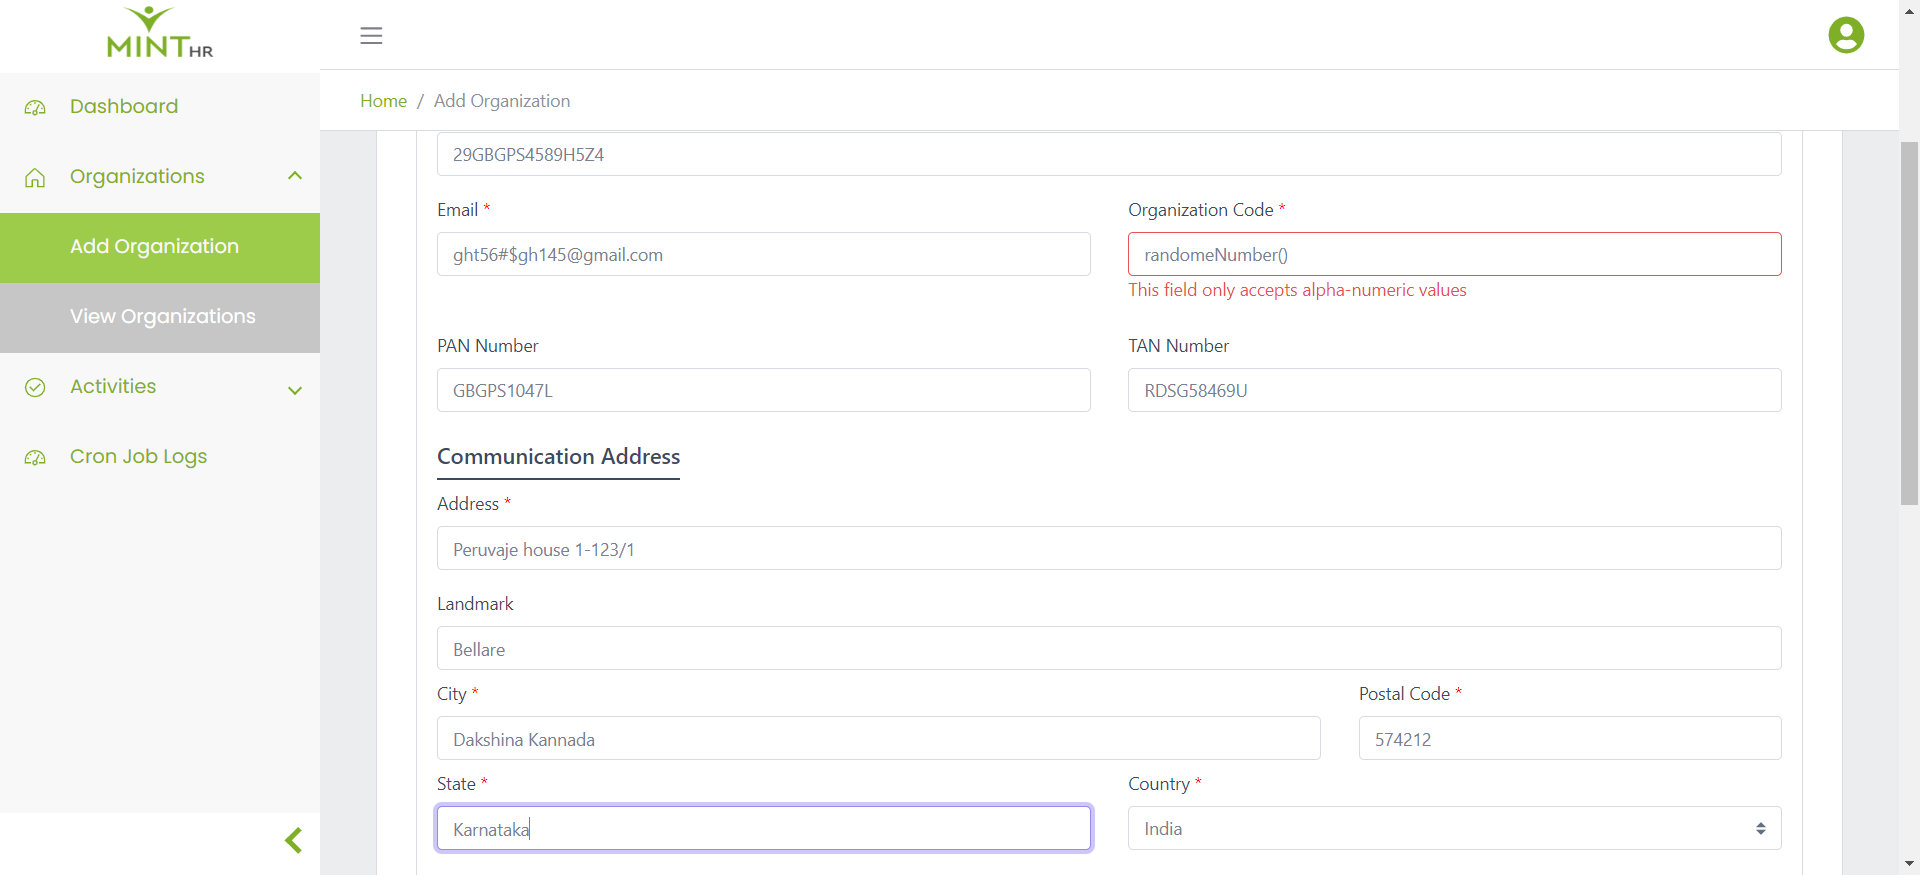 MINT HR
Home / Add Organization
Dashboard
Organizations
Add Organization
View Organizations
Activities
Cron Job Logs
29GBGPS4589H5Z4
Email * Organization Code *
ght56#$gh145@gmail.com randomeNumber()
This field only accepts alpha-numeric values
PAN Number TAN Number
GBGPS1047L RDSG58469U
Communication Address
Address *
Peruvaje house 1-123/1
Landmark
Bellare
City * Postal Code *
Dakshina Kannada 574212
State * Country *
Karnataka India